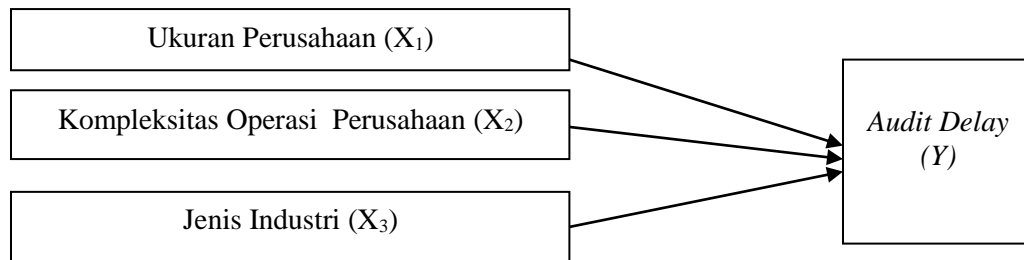 Ukuran Perusahaan (X₁)
Kompleksitas Operasi Perusahaan (X₂)
Audit Delay
(Y)
Jenis Industri (X₃)